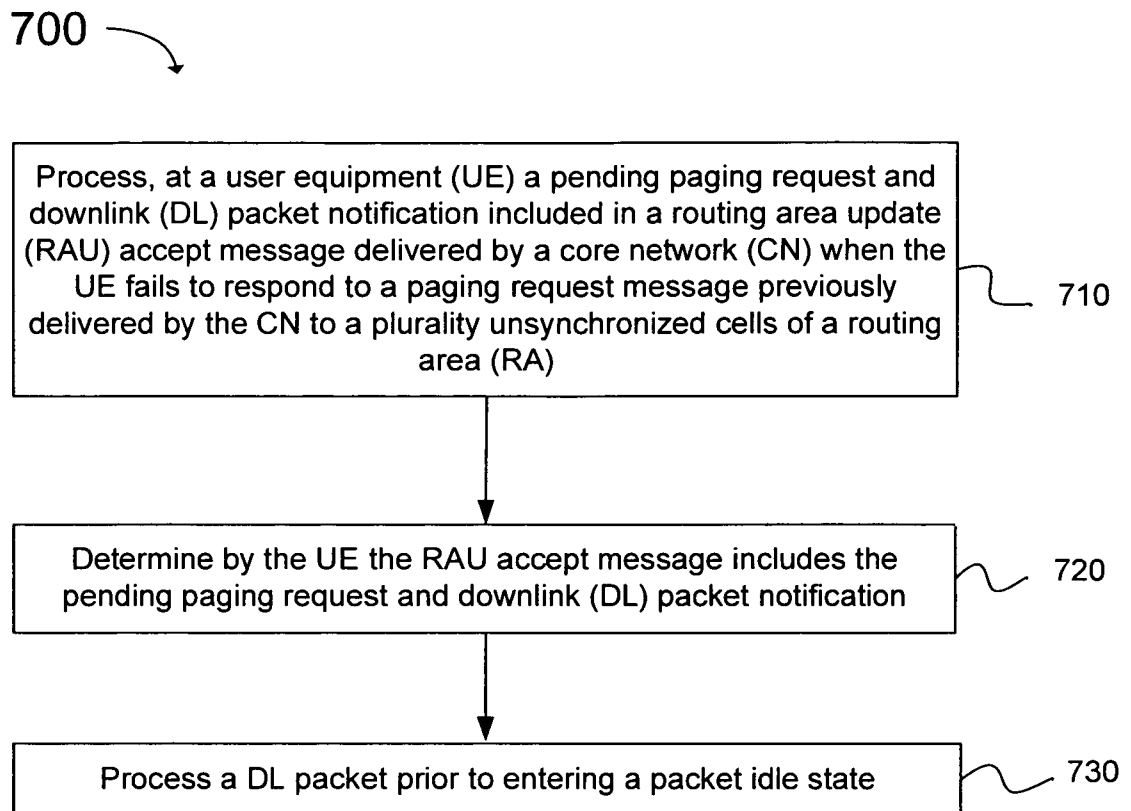 700
Process, at a user equipment (UE) a pending paging request and
downlink (DL) packet notification included in a routing area update
(RAU) accept message delivered by a core network (CN) when the
UE fails to respond to a paging request message previously
delivered by the CN to a plurality unsynchronized cells of a routing
area (RA)
710
Determine by the UE the RAU accept message includes the
pending paging request and downlink (DL) packet notification
720
Process a DL packet prior to entering a packet idle state
730